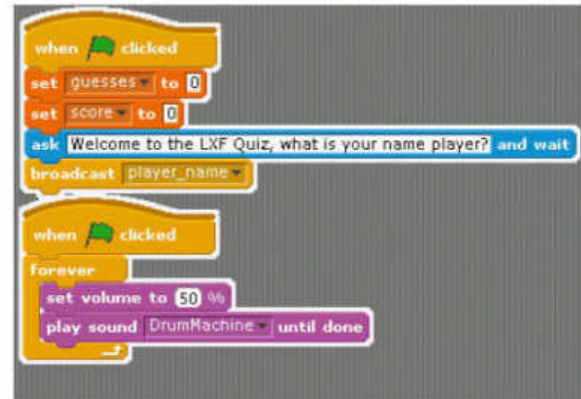 when clicked
set guesses to 0
set score to 0
ask Welcome to the LXF Quiz, what is your name player? and wait
broadcast player_name
when clicked
forever
set volume to 50 %
play sound DrumMachine until done